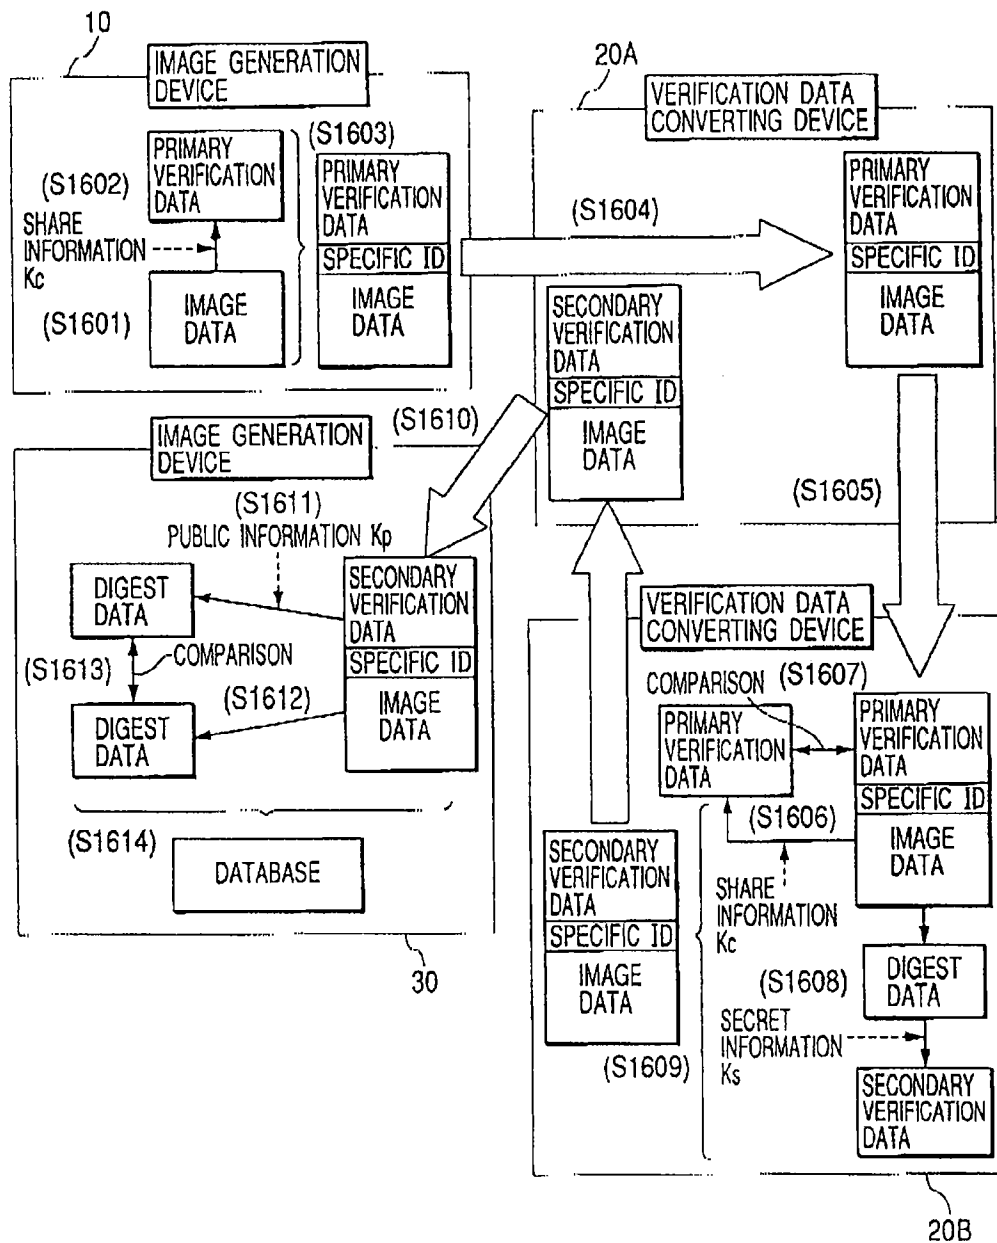 10
IMAGE GENERATION
DEVICE
(S1603)
PRIMARY
VERIFICATION
DATA
(S1602)
SHARE
INFORMATION
Kc
(S1601)
IMAGE
DATA
PRIMARY
VERIFICATION
DATA
SPECIFIC ID
IMAGE
DATA
20A
VERIFICATION DATA
CONVERTING DEVICE
(S1604)
PRIMARY
VERIFICATION
DATA
SPECIFIC ID
IMAGE
DATA
SECONDARY
VERIFICATION
DATA
SPECIFIC ID
IMAGE
DATA
(S1605)
(S1610)
IMAGE GENERATION
DEVICE
(S1611)
PUBLIC INFORMATION Kp
DIGEST
DATA
SECONDARY
VERIFICATION
DATA
SPECIFIC ID
IMAGE
DATA
(S1613)
COMPARISON
(S1612)
DIGEST
DATA
(S1614)
DATABASE
30
VERIFICATION DATA
CONVERTING DEVICE
(S1607)
COMPARISON
PRIMARY
VERIFICATION
DATA
PRIMARY
VERIFICATION
DATA
SPECIFIC ID
IMAGE
DATA
(S1606)
SHARE
INFORMATION
Kc
SECONDARY
VERIFICATION
DATA
SPECIFIC ID
IMAGE
DATA
(S1608)
DIGEST
DATA
SECRET
INFORMATION
Ks
(S1609)
SECONDARY
VERIFICATION
DATA
20B